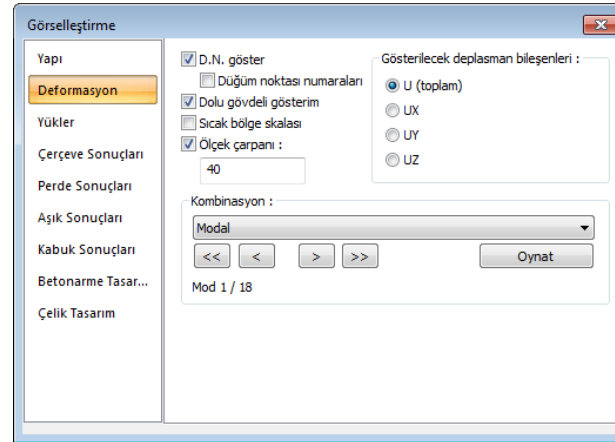 Görselleştirme
Yapı
Deformasyon
Yükler
Çerçeve Sonuçları
Perde Sonuçları
Aşık Sonuçları
Kabuk Sonuçları
Betonarme Tasar...
Çelik Tasarım
D.N. göster
Düğüm noktası numaraları
Dolu gövdeli gösterim
Sıcak bölge skalası
Ölçek çarpanı :
40
Gösterilecek deplasman bileşenleri :
U (toplam)
UX
UY
UZ
Kombinasyon :
Modal
<< < > >> Oynat
Mod 1 / 18